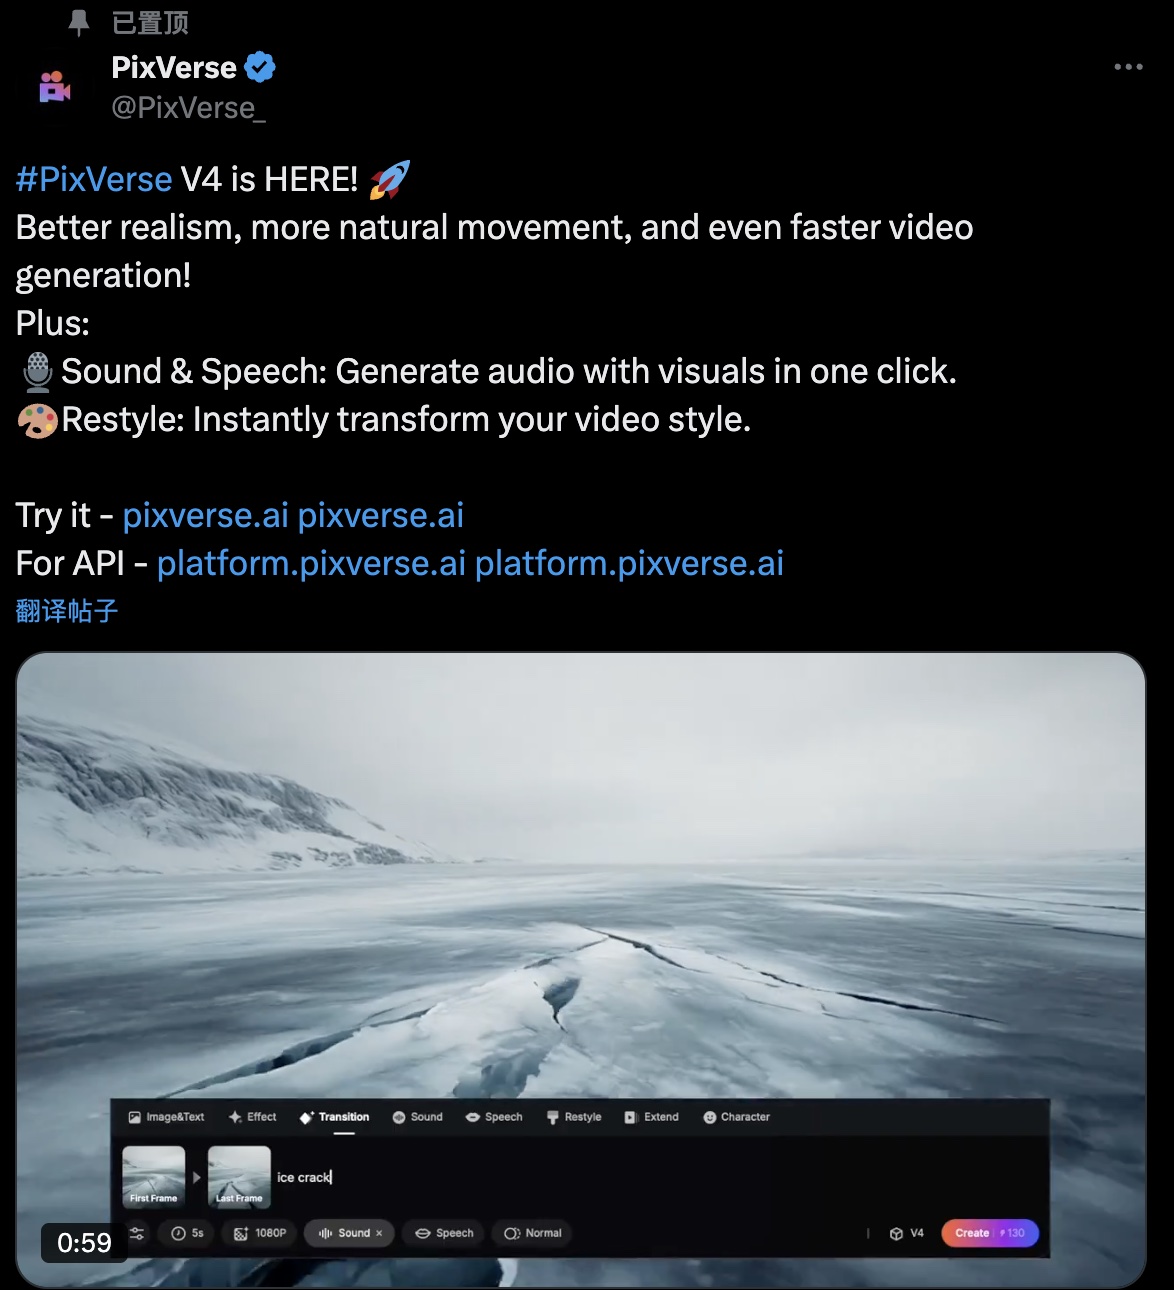 已置顶
PixVerse
@PixVerse_
#PixVerse V4 is HERE! 🚀
Better realism, more natural movement, and even faster video
generation!
Plus:
🎙️Sound & Speech: Generate audio with visuals in one click.
🎨Restyle: Instantly transform your video style.
Try it - pixverse.ai pixverse.ai
For API - platform.pixverse.ai platform.pixverse.ai
翻译帖子
Image&Text Effect Transition Sound Speech Restyle Extend Character
First Frame Last Frame ice crack
0:59 5s 1080P Sound × Speech Normal V4 Create 130